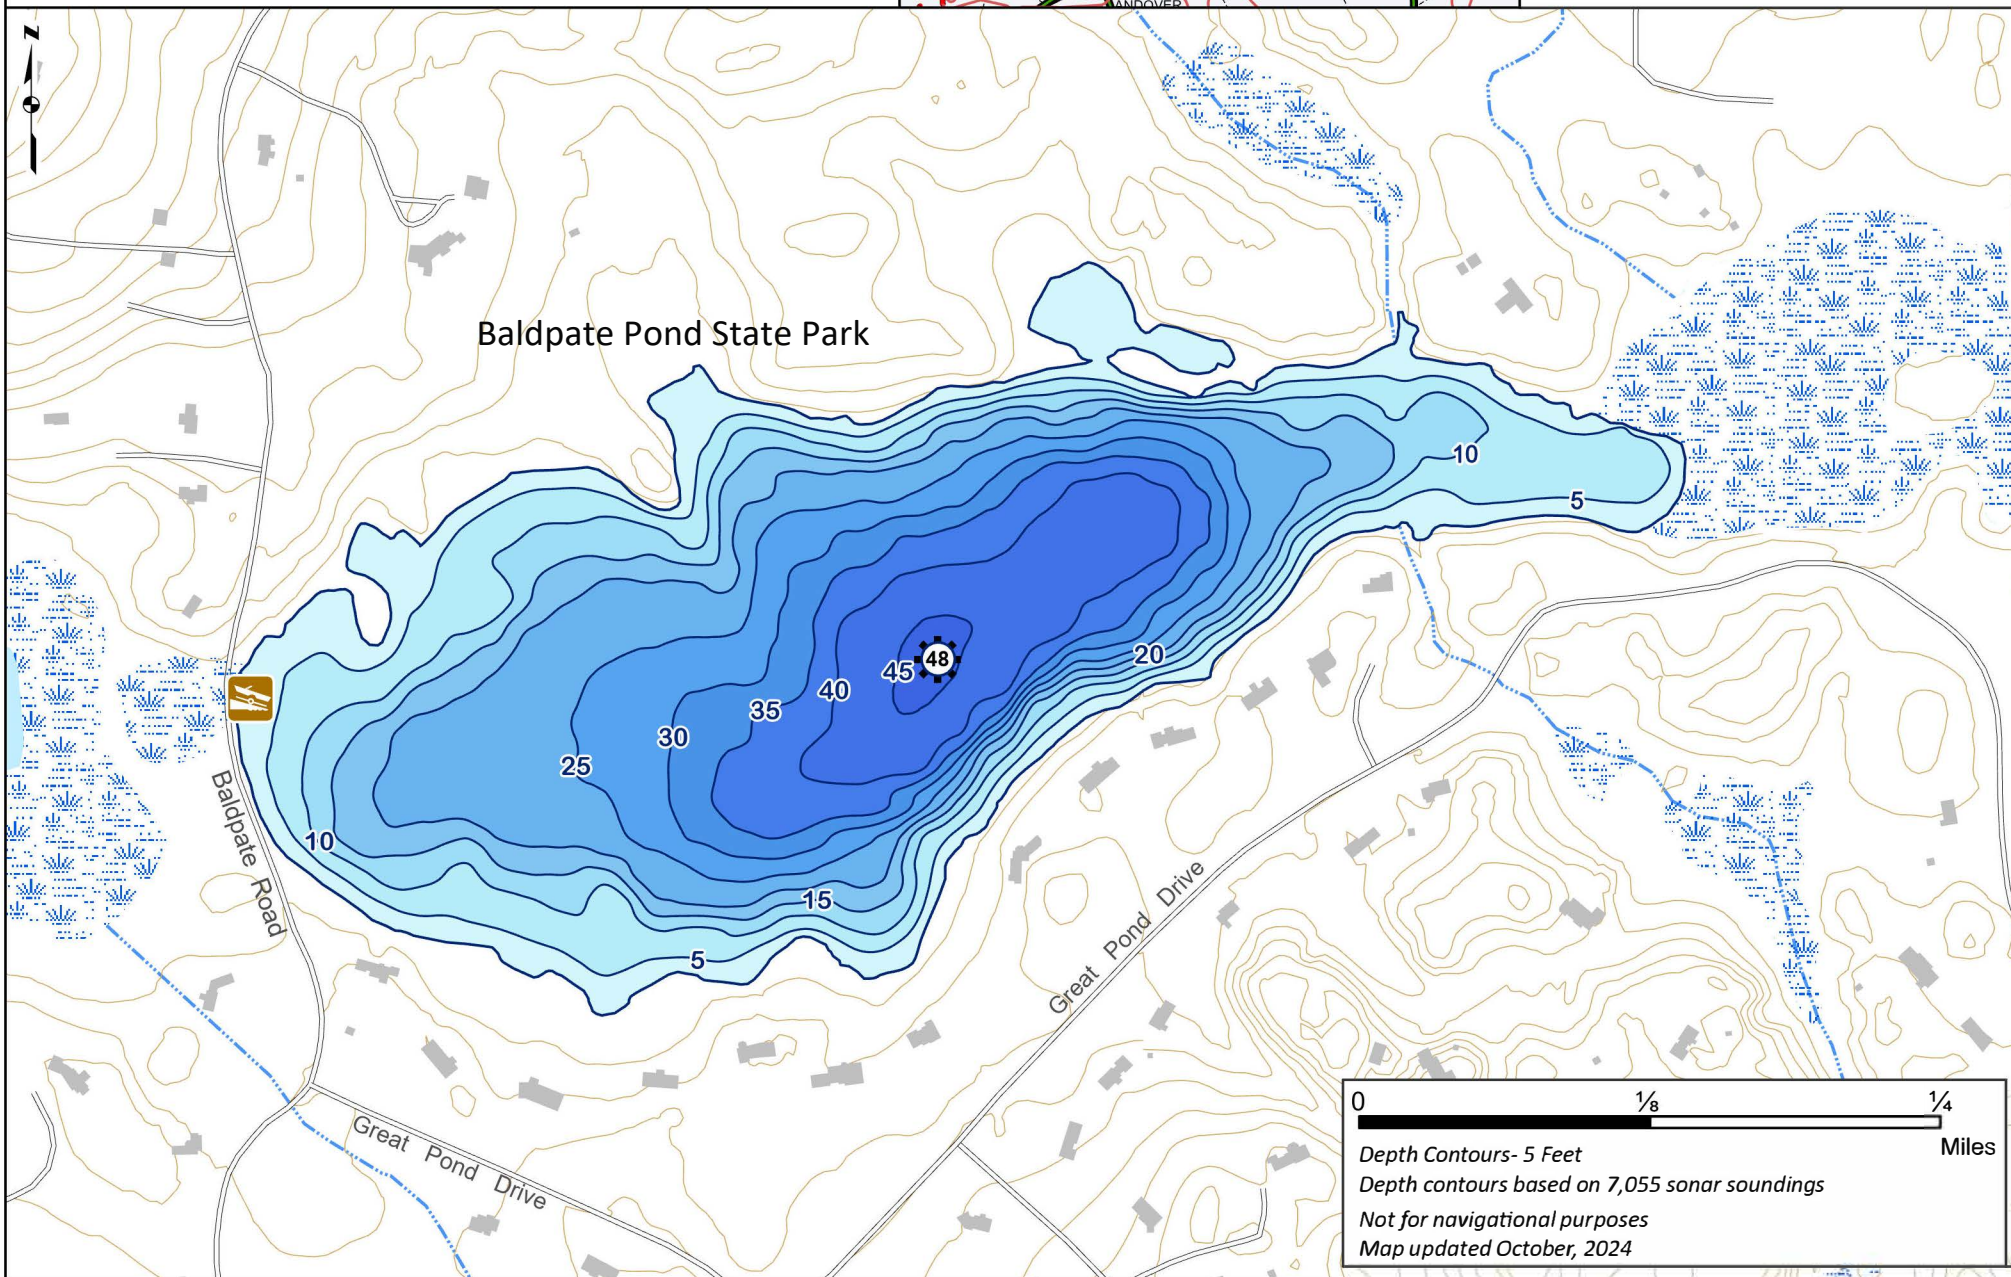 ANDOVER
N
Baldpate Pond State Park
10
5
20
48
45
40
35
30
25
10
15
5
Baldpate Road
Great Pond Drive
Great Pond Drive
0 ⅛ ¼
Miles
Depth Contours- 5 Feet
Depth contours based on 7,055 sonar soundings
Not for navigational purposes
Map updated October, 2024